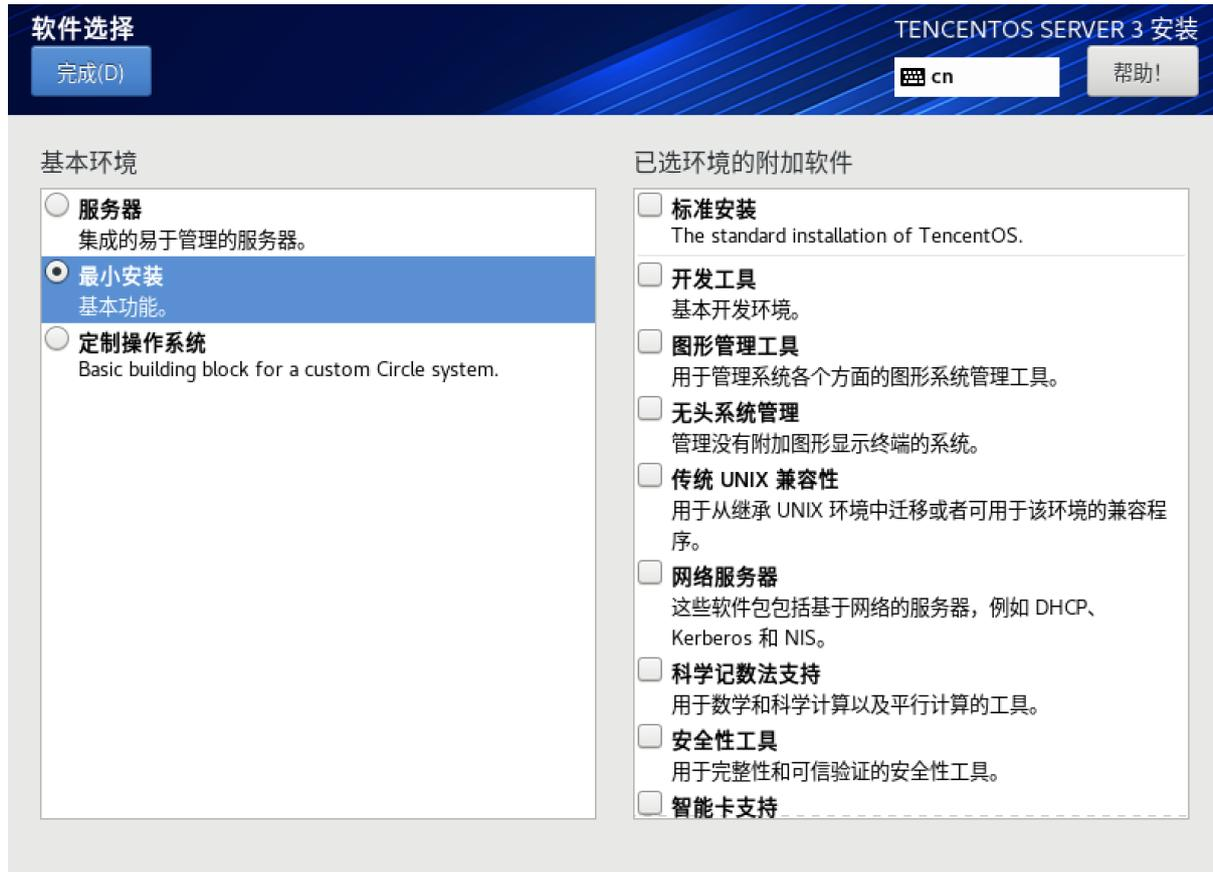 软件选择
TENCENTOS SERVER 3 安装
完成(D)
cn
帮助!
基本环境
服务器
集成的易于管理的服务器。
最小安装
基本功能。
定制操作系统
Basic building block for a custom Circle system.
已选环境的附加软件
标准安装
The standard installation of TencentOS.
开发工具
基本开发环境。
图形管理工具
用于管理系统各个方面的图形系统管理工具。
无头系统管理
管理没有附加图形显示终端的系统。
传统 UNIX 兼容性
用于从继承 UNIX 环境中迁移或者可用于该环境的兼容程
序。
网络服务器
这些软件包包括基于网络的服务器，例如 DHCP、
Kerberos 和 NIS。
科学记数法支持
用于数学和科学计算以及平行计算的工具。
安全性工具
用于完整性和可信验证的安全性工具。
智能卡支持